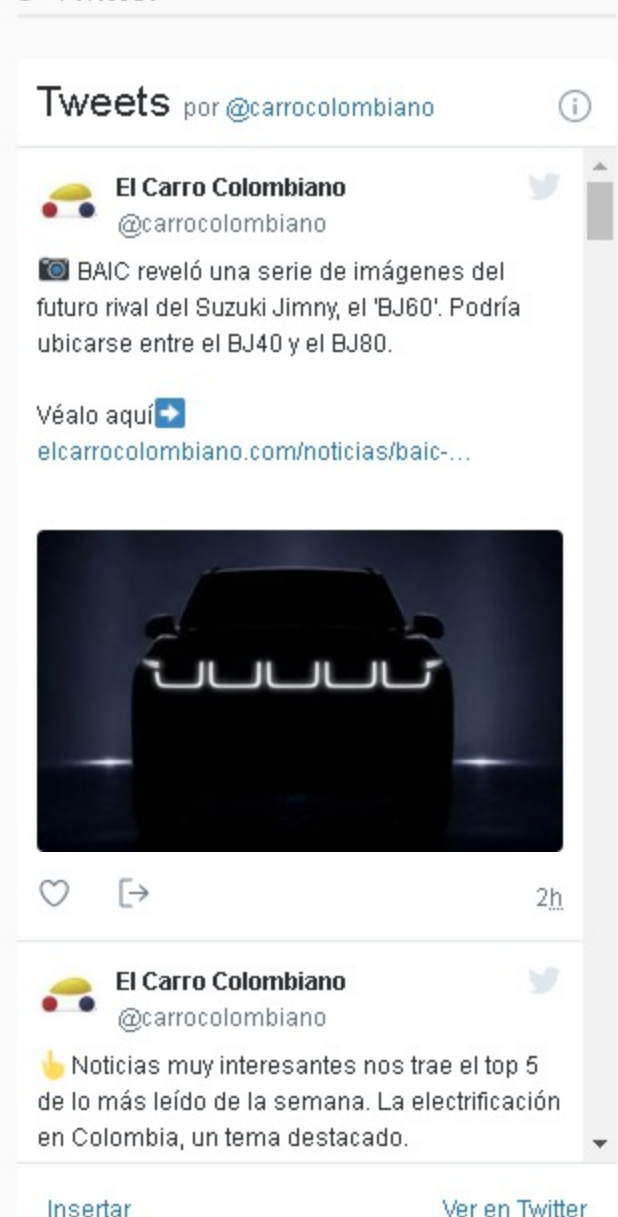 Tweets por @carrocolombiano
El Carro Colombiano
@carrocolombiano
BAIC reveló una serie de imágenes del
futuro rival del Suzuki Jimny, el 'BJ60'. Podría
ubicarse entre el BJ40 y el BJ80.
Véalo aquí
elcarrocolombiano.com/noticias/baic-...
2h
El Carro Colombiano
@carrocolombiano
Noticias muy interesantes nos trae el top 5
de lo más leído de la semana. La electrificación
en Colombia, un tema destacado.
Insertar
Ver en Twitter